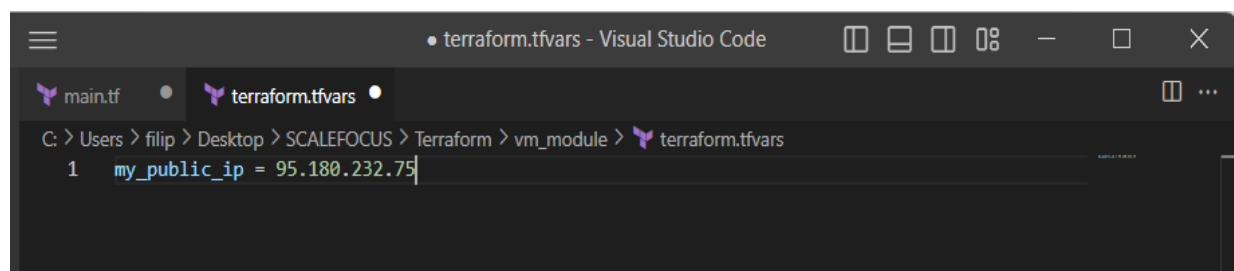 ● terraform.tfvars - Visual Studio Code
main.tf ● terraform.tfvars ●
C: > Users > filip > Desktop > SCALEFOCUS > Terraform > vm_module > terraform.tfvars
1 my_public_ip = 95.180.232.75